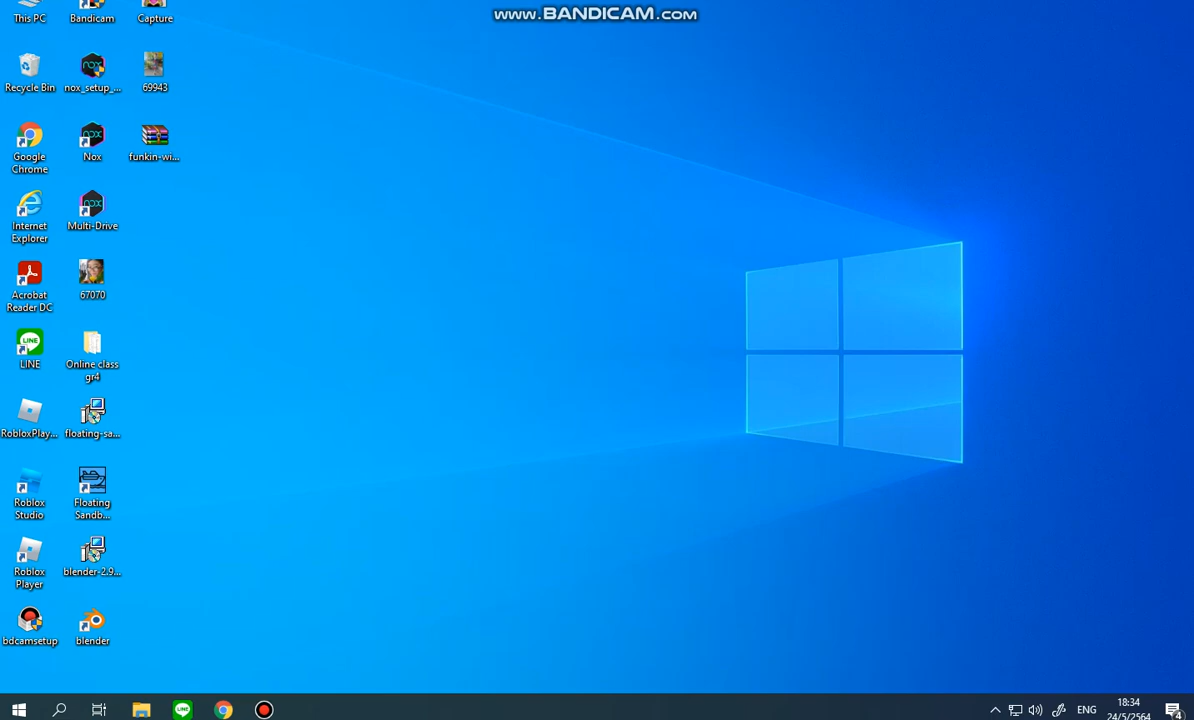 www.BANDICAM.com
This PC
Bandicam
Capture
Recycle Bin
nox_setup_...
69943
Google
Chrome
Nox
funkin-wi...
Internet
Explorer
Multi-Drive
Acrobat
Reader DC
67070
LINE
Online class
gr4
RobloxPlay...
floating-sa...
Roblox
Studio
Floating
Sandb...
Roblox
Player
blender-2.9...
bdcamsetup
blender
ENG
18:34
24/5/2564
4